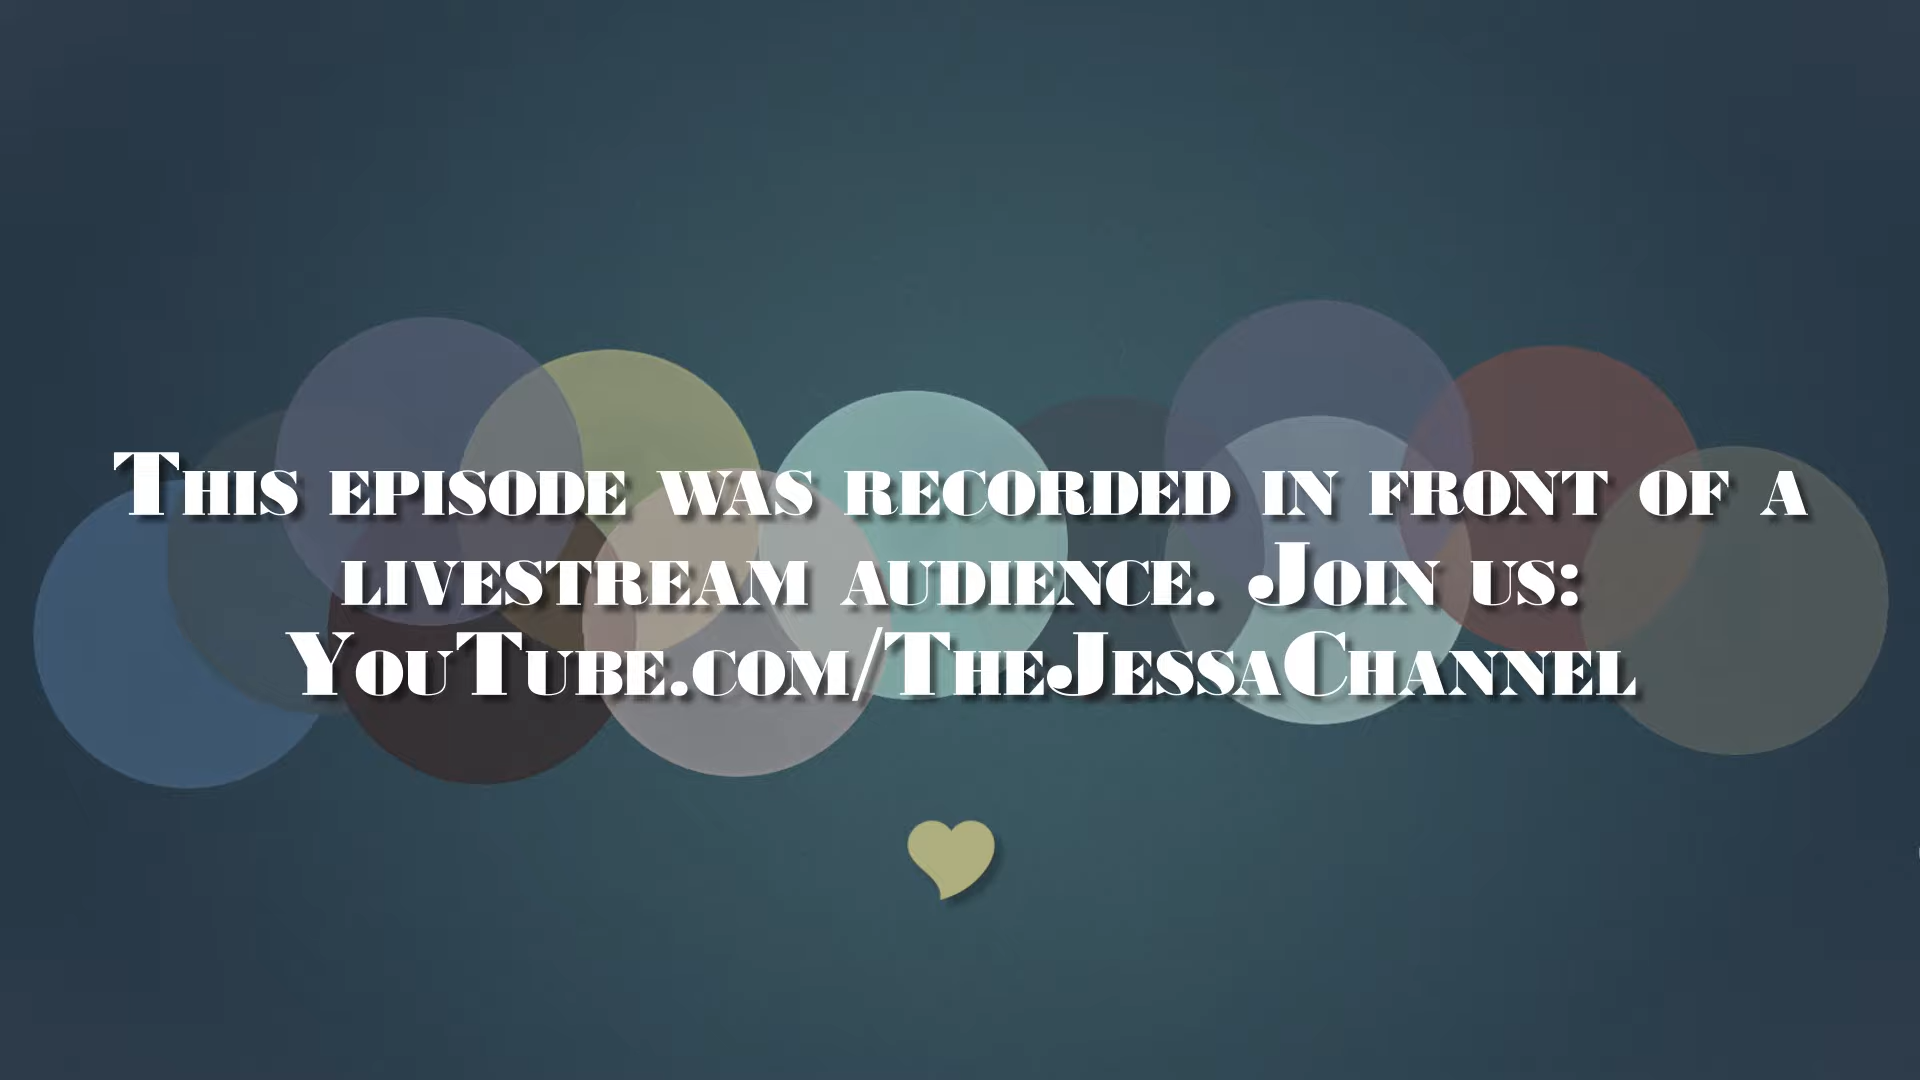 This episode was recorded in front of a
livestream audience. Join us:
YouTube.com/TheJessaChannel